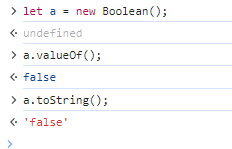 > let a = new Boolean();
<· undefined
> a.valueOf();
<· false
> a.toString();
<· 'false'
>